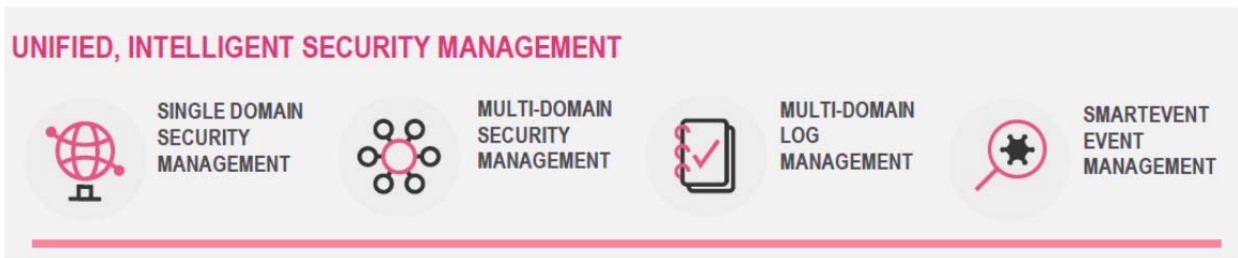 UNIFIED, INTELLIGENT SECURITY MANAGEMENT
SINGLE DOMAIN
SECURITY
MANAGEMENT
MULTI-DOMAIN
SECURITY
MANAGEMENT
MULTI-DOMAIN
LOG
MANAGEMENT
SMARTEVENT
EVENT
MANAGEMENT